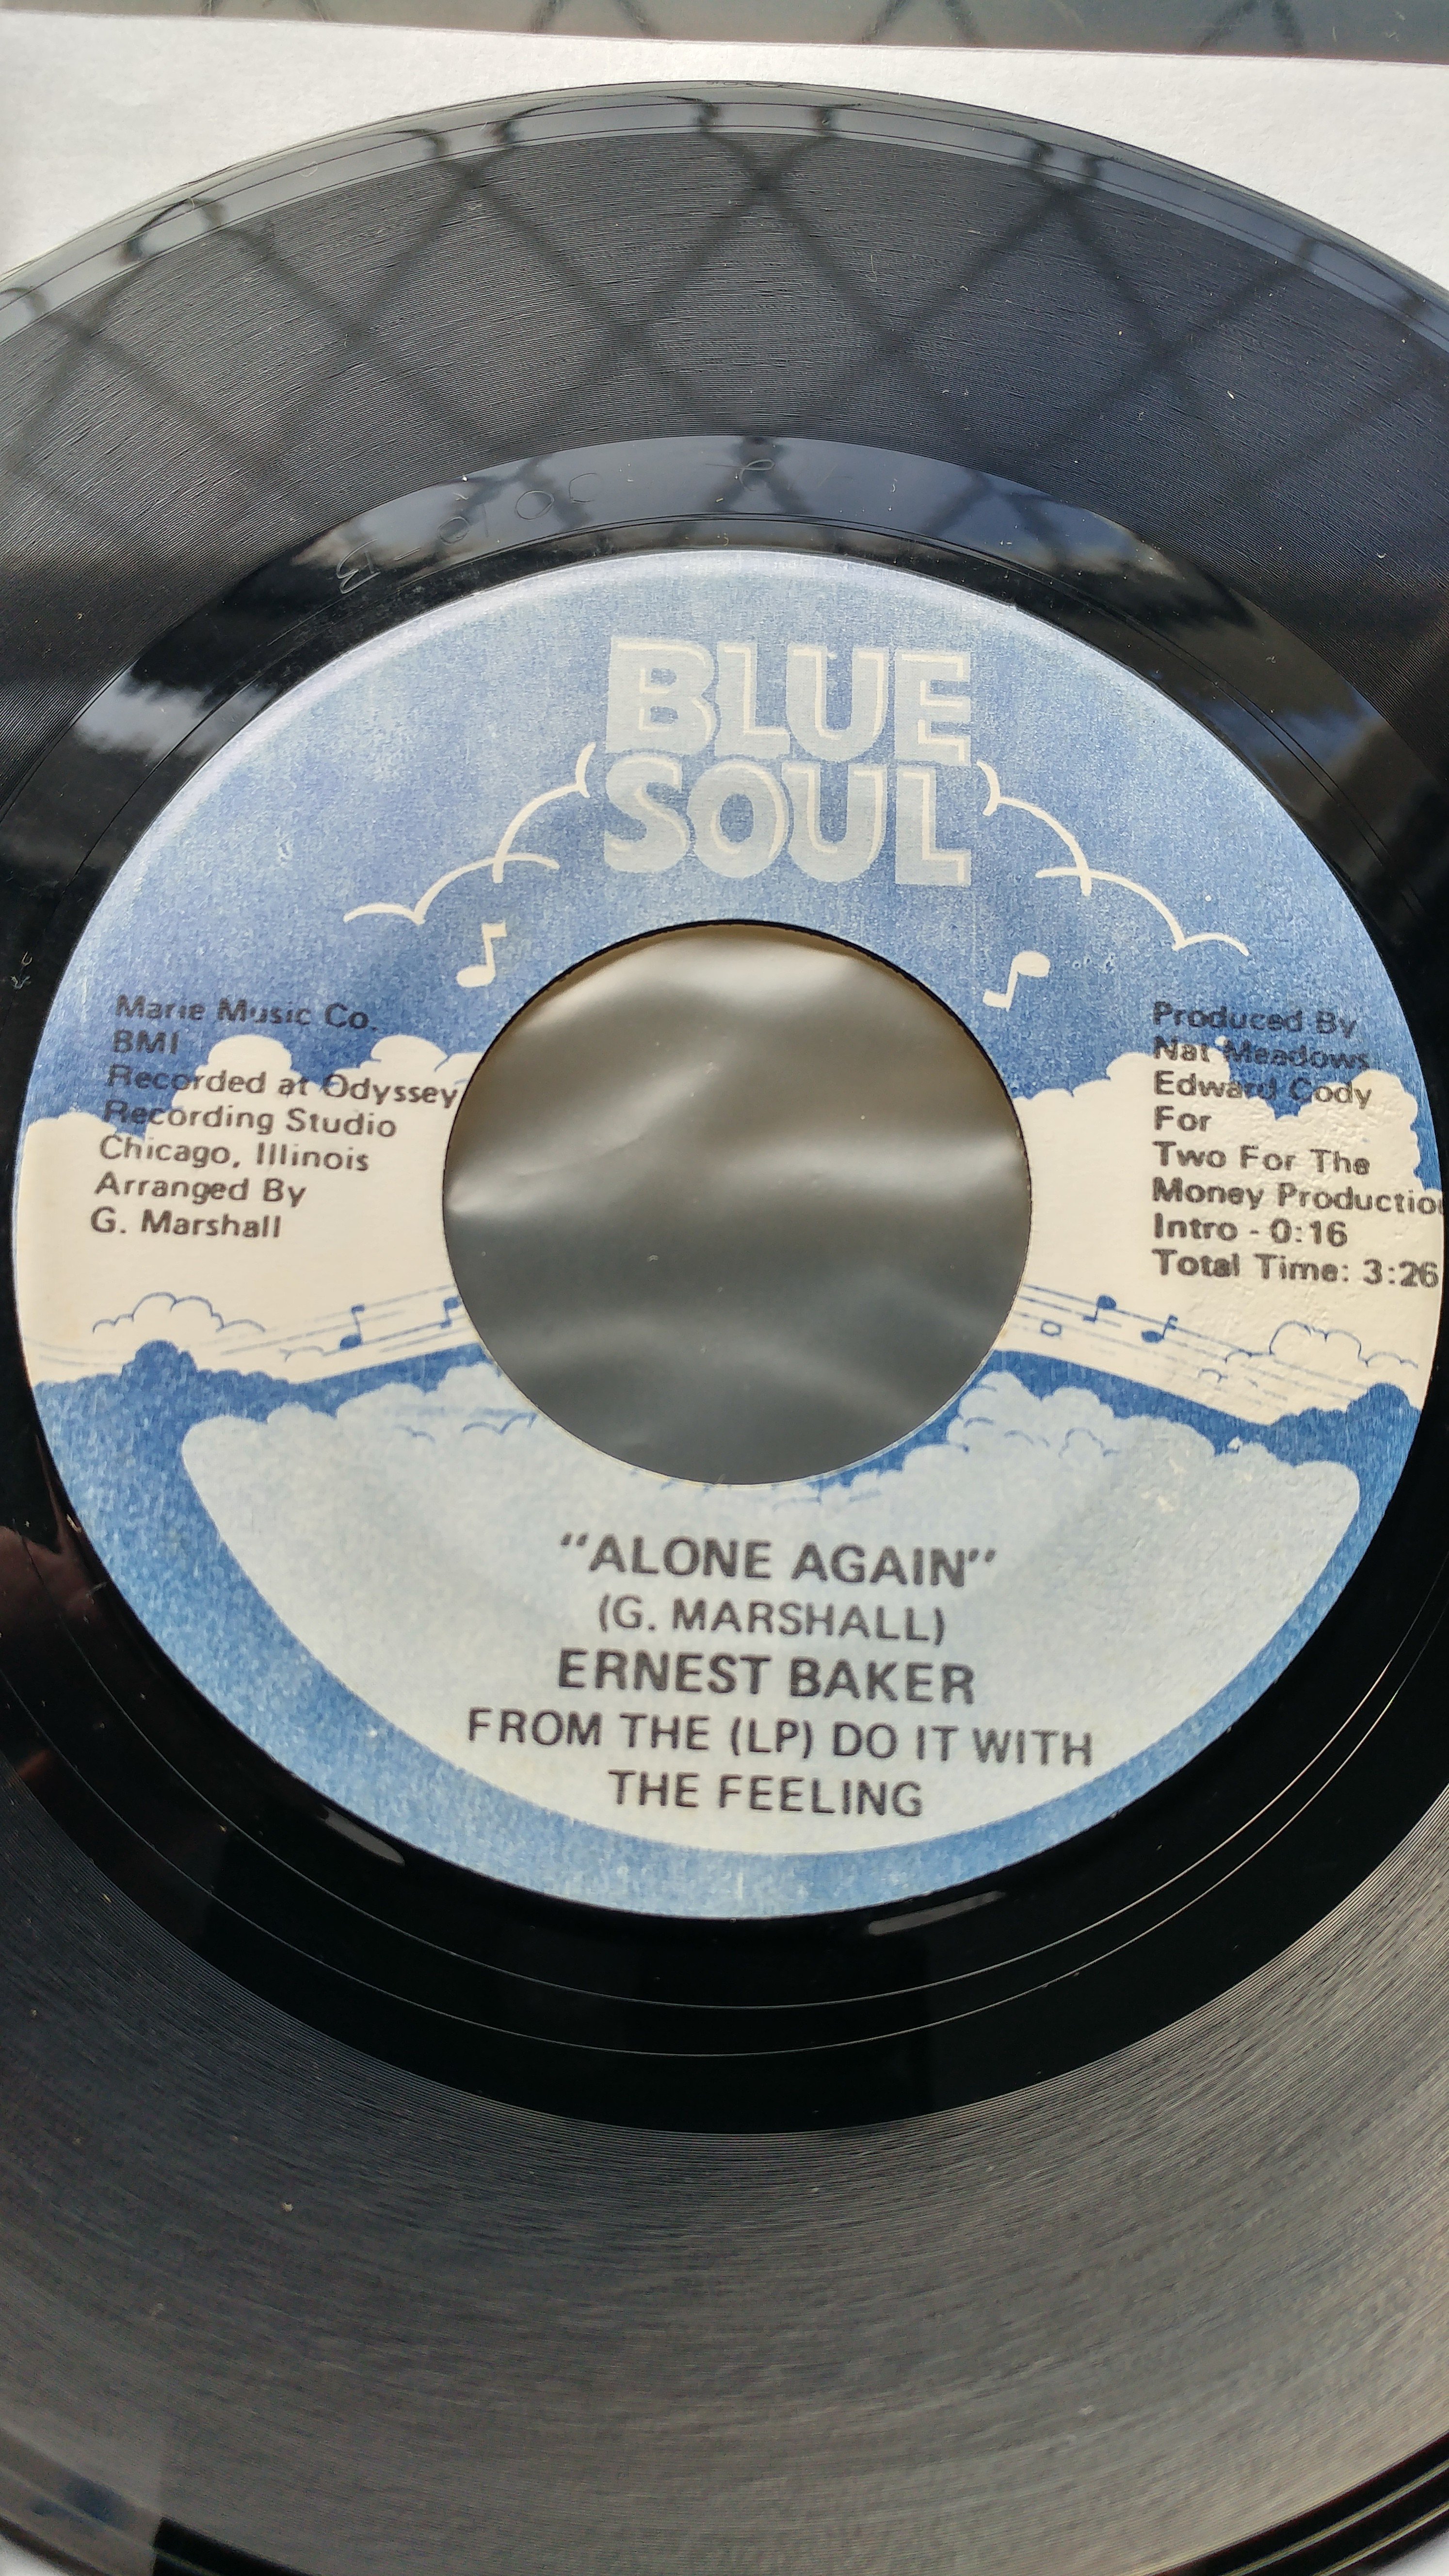 BLUE
SOUL
Marie Music Co.
BMI
Recorded at Odyssey
Recording Studio
Chicago, Illinois
Arranged By
G. Marshall
Produced By
Nat Meadows
Edward Cody
For
Two For The
Money Productio
Intro - 0:16
Total Time: 3:26
"ALONE AGAIN"
(G. MARSHALL)
ERNEST BAKER
FROM THE (LP) DO IT WITH
THE FEELING